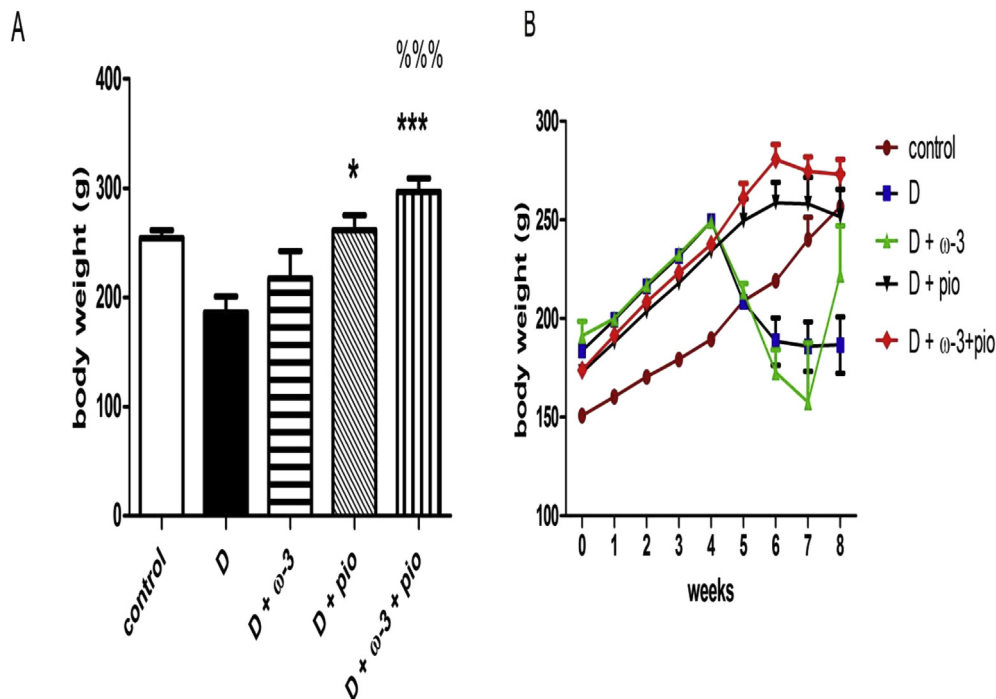 A
%%%
***
*
body weight (g)
400
300
200
100
0
control
D
D + ω-3
D + pio
D + ω-3 + pio
B
body weight (g)
300
250
200
150
100
0 1 2 3 4 5 6 7 8
weeks
control
D
D + ω-3
D + pio
D + ω-3+pio